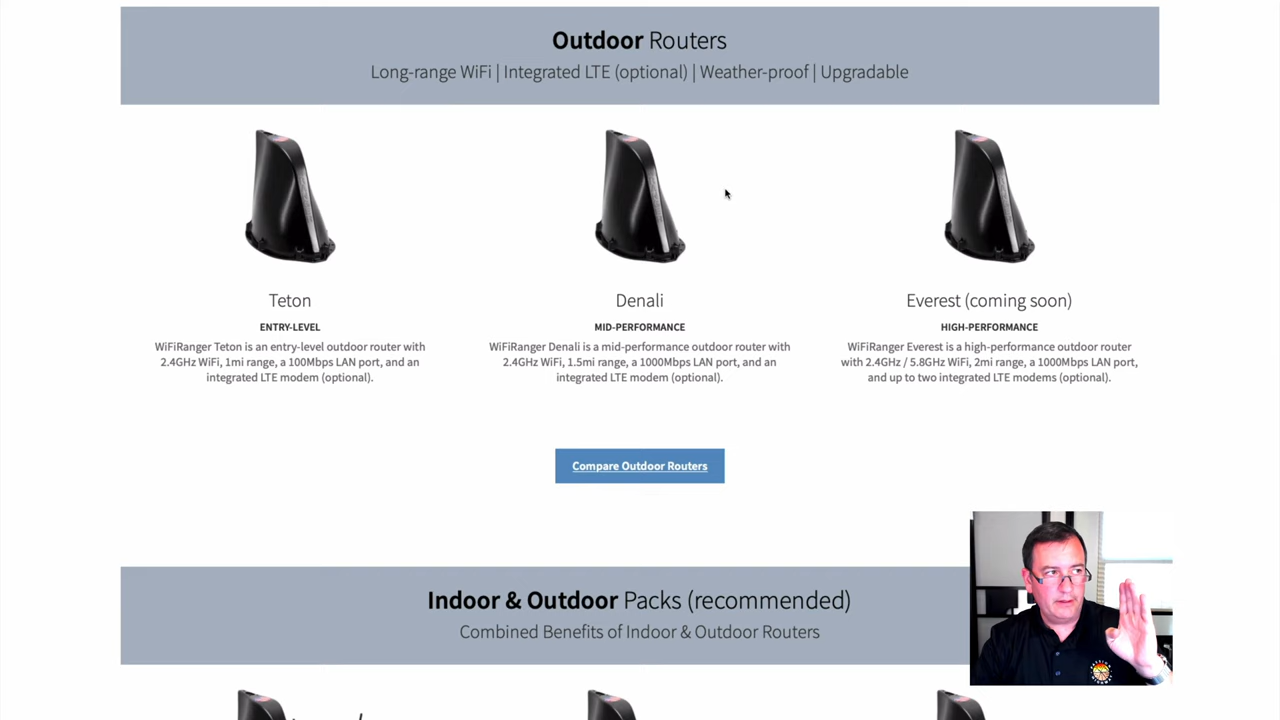 Outdoor Routers
Long-range WiFi | Integrated LTE (optional) | Weather-proof | Upgradable
Teton
ENTRY-LEVEL
WiFiRanger Teton is an entry-level outdoor router with
2.4GHz WiFi, 1mi range, a 100Mbps LAN port, and an
integrated LTE modem (optional).
Denali
MID-PERFORMANCE
WiFiRanger Denali is a mid-performance outdoor router with
2.4GHz WiFi, 1.5mi range, a 1000Mbps LAN port, and an
integrated LTE modem (optional).
Everest (coming soon)
HIGH-PERFORMANCE
WiFiRanger Everest is a high-performance outdoor router
with 2.4GHz / 5.8GHz WiFi, 2mi range, a 1000Mbps LAN port,
and up to two integrated LTE modems (optional).
Compare Outdoor Routers
Indoor & Outdoor Packs (recommended)
Combined Benefits of Indoor & Outdoor Routers